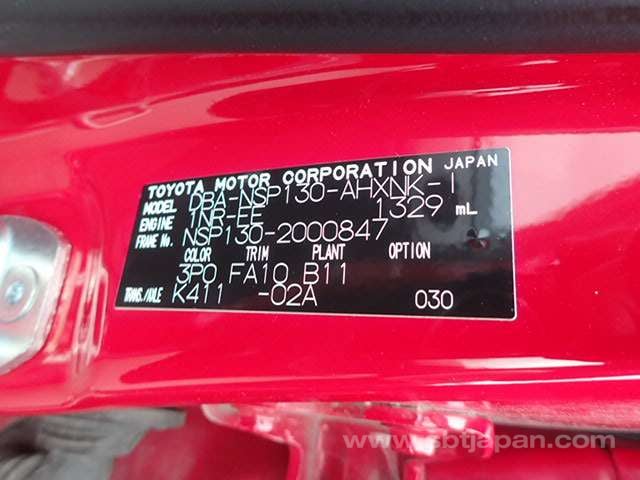 TOYOTA MOTOR CORPORATION JAPAN
MODEL DBA-NSP130-AHXNK-I
ENGINE 1NR-FE 1329 mL
FRAME No. NSP130-2000847
COLOR TRIM PLANT OPTION
3P0 FA10 B11
TRANS./AXLE K411 -02A 030
www.sbtjapan.com